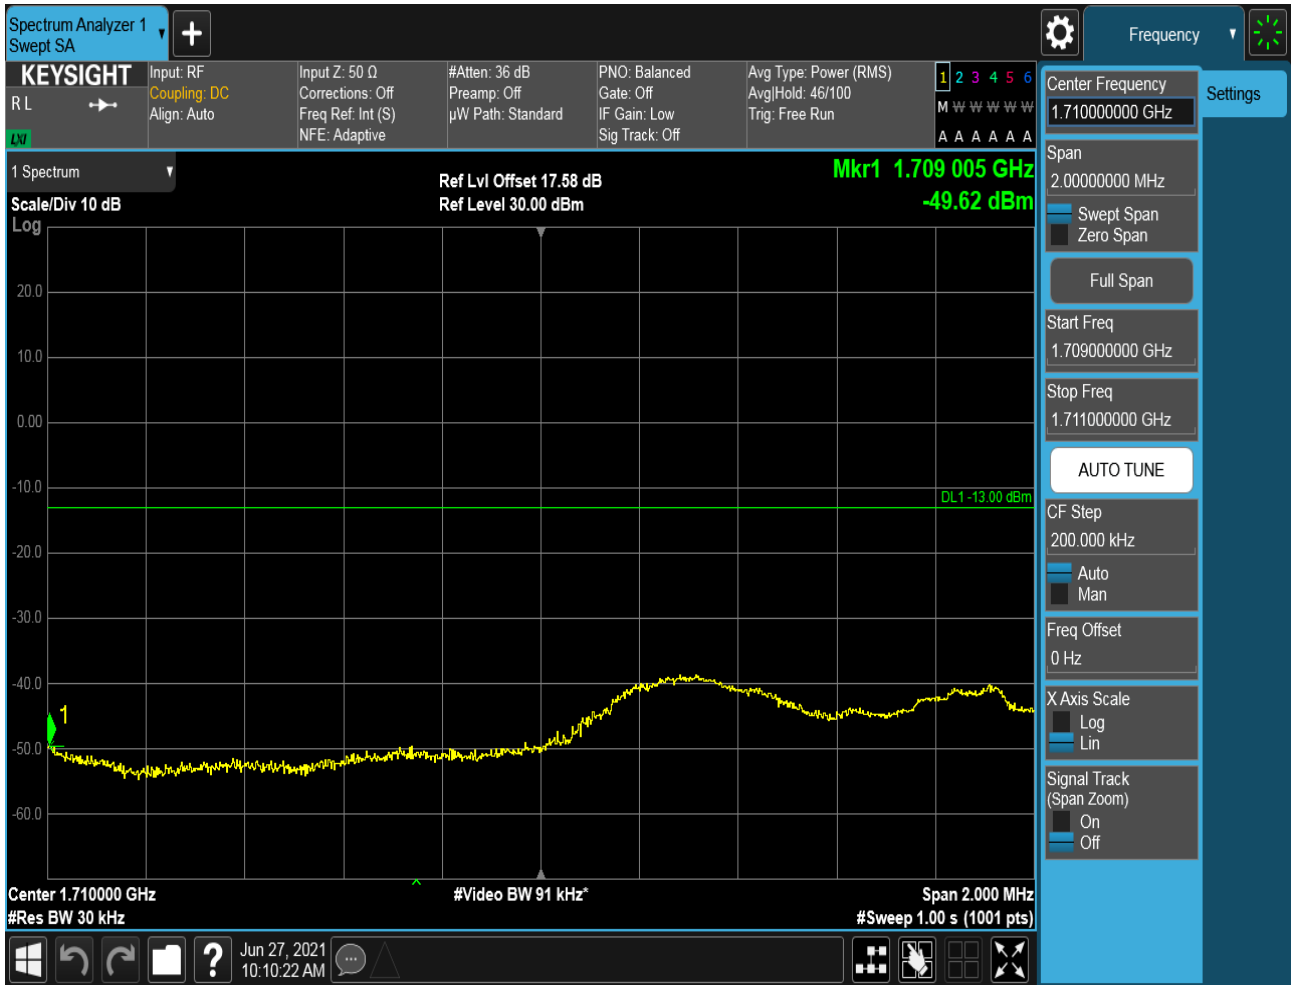 Spectrum Analyzer 1
Swept SA
Frequency
KEYSIGHT
R L
LXI
Input: RF
Coupling: DC
Align: Auto
Input Z: 50 Ω
Corrections: Off
Freq Ref: Int (S)
NFE: Adaptive
#Atten: 36 dB
Preamp: Off
µW Path: Standard
PNO: Balanced
Gate: Off
IF Gain: Low
Sig Track: Off
Avg Type: Power (RMS)
Avg|Hold: 46/100
Trig: Free Run
1 2 3 4 5 6
M W W W W W
A A A A A A
1 Spectrum
Scale/Div 10 dB
Log
Ref Lvl Offset 17.58 dB
Ref Level 30.00 dBm
Mkr1 1.709 005 GHz
-49.62 dBm
20.0
10.0
0.00
-10.0
DL1 -13.00 dBm
-20.0
-30.0
-40.0
1
-50.0
-60.0
Center 1.710000 GHz
#Video BW 91 kHz*
Span 2.000 MHz
#Res BW 30 kHz
#Sweep 1.00 s (1001 pts)
?
Jun 27, 2021
10:10:22 AM
Center Frequency
1.710000000 GHz
Settings
Span
2.00000000 MHz
Swept Span
Zero Span
Full Span
Start Freq
1.709000000 GHz
Stop Freq
1.711000000 GHz
AUTO TUNE
CF Step
200.000 kHz
Auto
Man
Freq Offset
0 Hz
X Axis Scale
Log
Lin
Signal Track
(Span Zoom)
On
Off